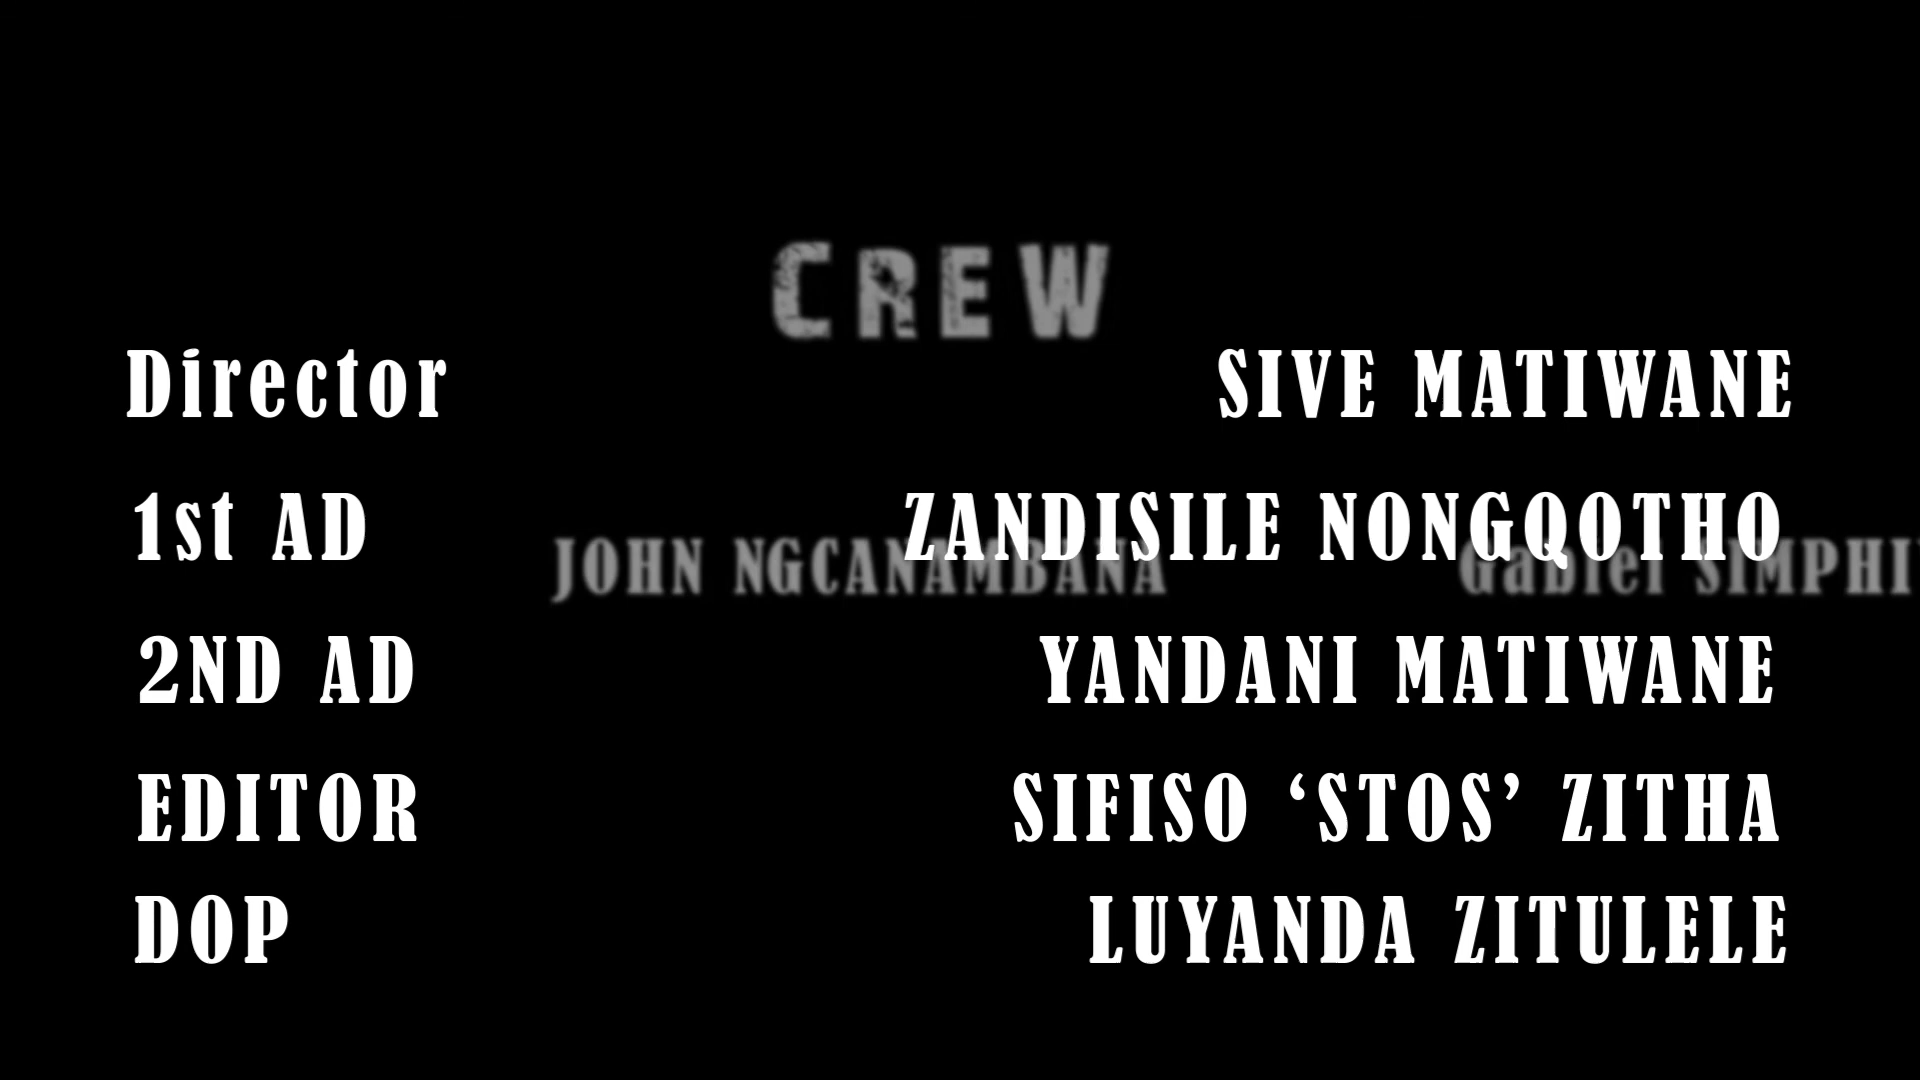 CREW
Director SIVE MATIWANE
1st AD ZANDISILE NONGQOTHO
JOHN NGCANAMBANA Gabiel
2ND AD YANDANI MATIWANE
EDITOR SIFISO ‘STOS’ ZITHA
DOP LUYANDA ZITULELE